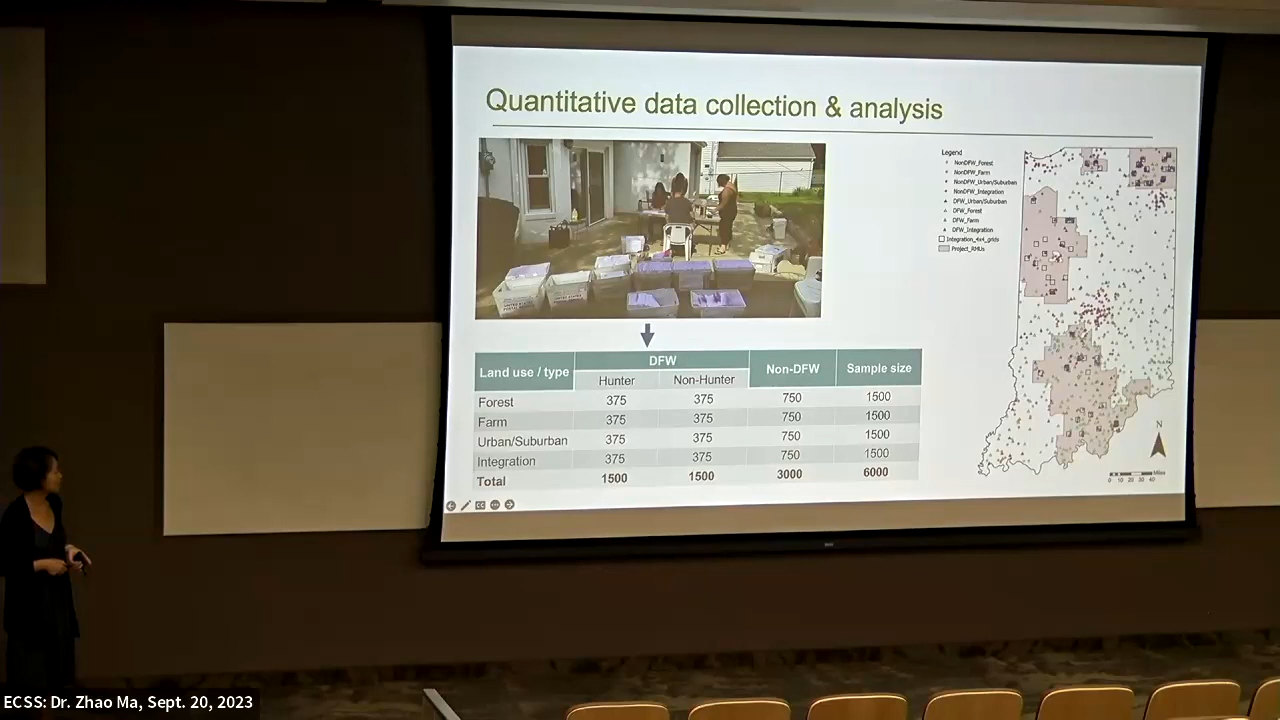 Quantitative data collection & analysis
Legend
NonDFW_Forest
NonDFW_Farm
NonDFW_Urban/Suburban
NonDFW_Integration
DFW_Urban/Suburban
DFW_Forest
DFW_Farm
DFW_Integration
Integration_4x4_grids
Project_RMUs
N
Miles
0 10 20 30 40
UNITED STATES
Land use / type DFW Non-DFW Sample size
Hunter Non-Hunter
Forest 375 375 750 1500
Farm 375 375 750 1500
Urban/Suburban 375 375 750 1500
Integration 375 375 750 1500
Total 1500 1500 3000 6000
ECSS: Dr. Zhao Ma, Sept. 20, 2023